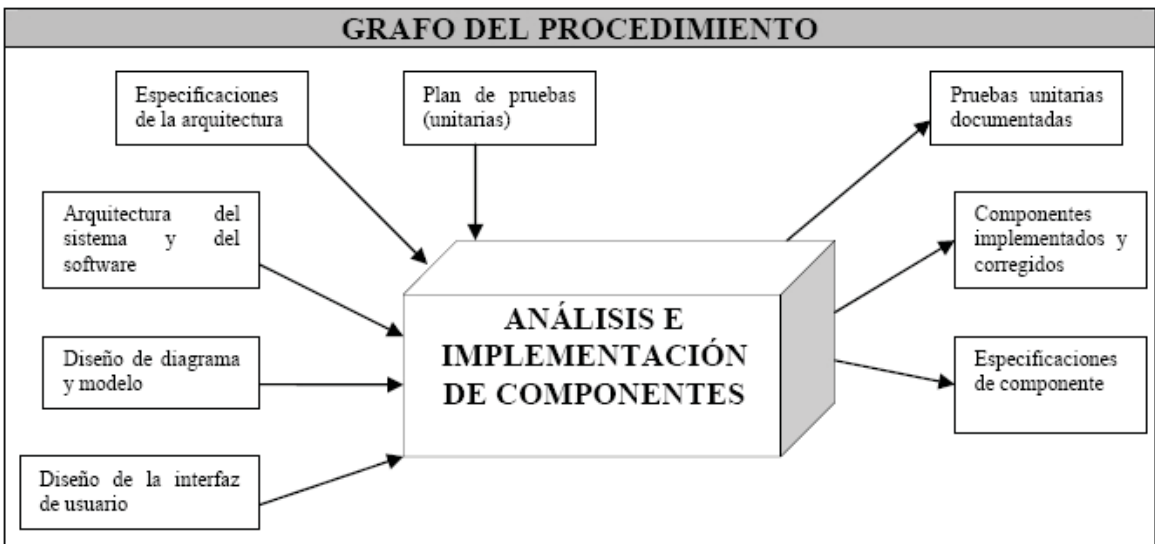 GRAFO DEL PROCEDIMIENTO
Especificaciones
de la arquitectura
Plan de pruebas
(unitarias)
Pruebas unitarias
documentadas
Arquitectura del
sistema y del
software
Componentes
implementados y
corregidos
ANÁLISIS E
IMPLEMENTACIÓN
DE COMPONENTES
Diseño de diagrama
y modelo
Especificaciones
de componente
Diseño de la interfaz
de usuario